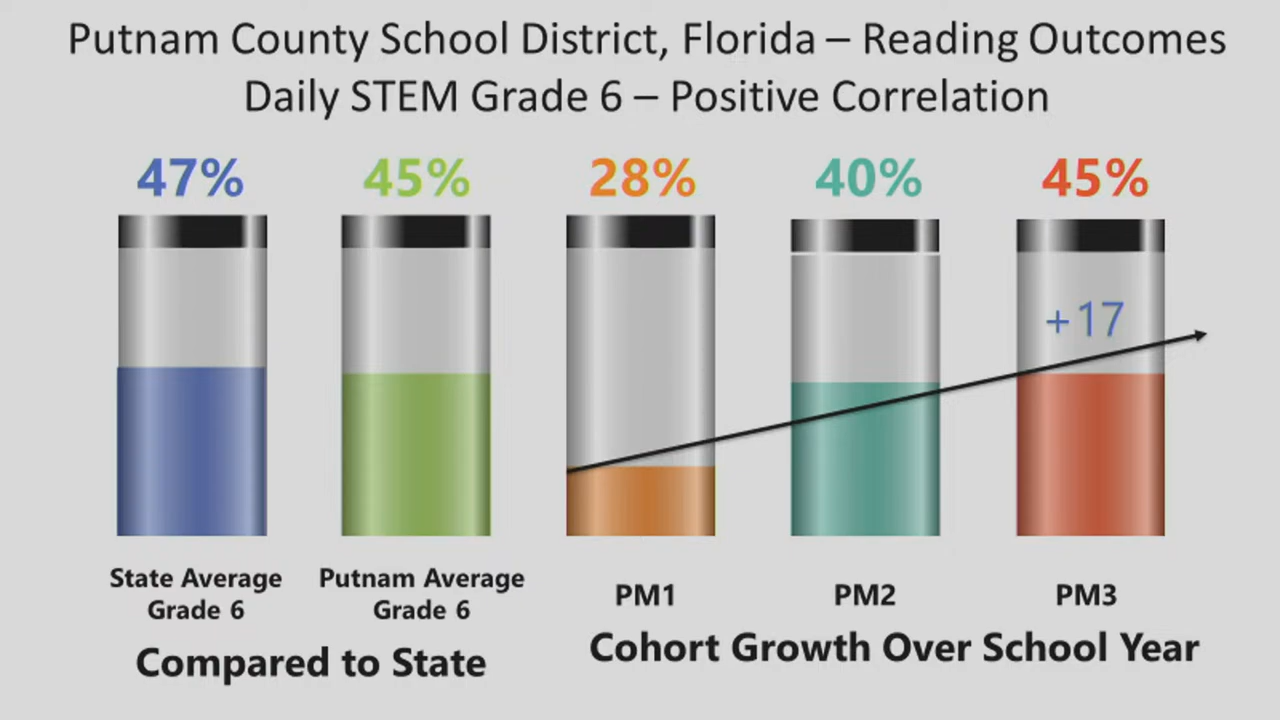 Putnam County School District, Florida – Reading Outcomes
Daily STEM Grade 6 – Positive Correlation
47%
45%
28%
40%
45%
+17
State Average
Grade 6
Putnam Average
Grade 6
PM1
PM2
PM3
Compared to State
Cohort Growth Over School Year